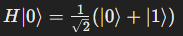 H|0⟩ = 1/√2 (|0⟩ + |1⟩)